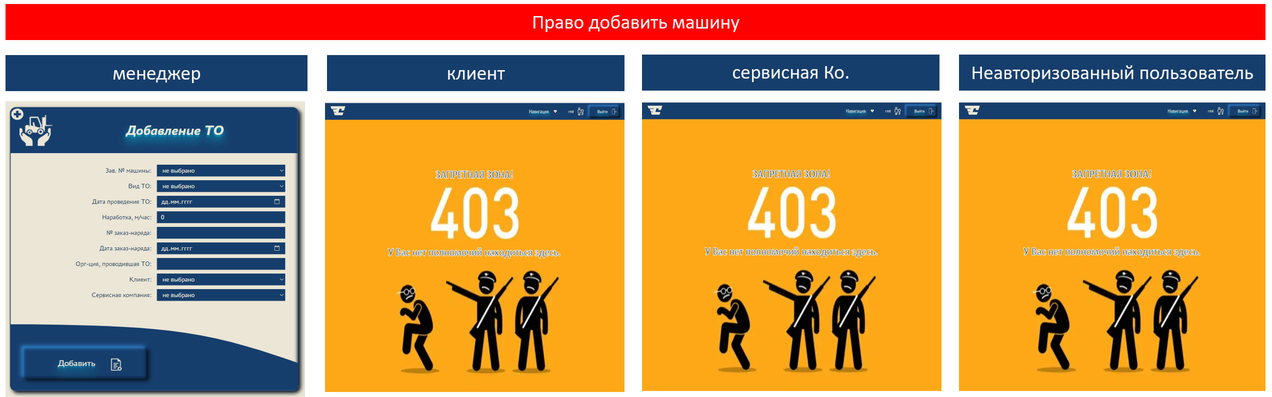 Право добавить машину
менеджер
клиент
сервисная Ко.
Неавторизованный пользователь
Добавление ТО
Зав. № машины: не выбрано
Вид ТО: не выбрано
Дата проведения ТО: дд.мм.гггг
Наработка, м/час: 0
№ заказ-наряда:
Дата заказ-наряда: дд.мм.гггг
Орг-ция, проводившая ТО:
Клиент: не выбрано
Сервисная компания: не выбрано
Добавить
Навигация Выйти
ЗАПРЕТНАЯ ЗОНА!
403
У Вас нет полномочий находиться здесь.
Навигация Выйти
ЗАПРЕТНАЯ ЗОНА!
403
У Вас нет полномочий находиться здесь.
Навигация Выйти
ЗАПРЕТНАЯ ЗОНА!
403
У Вас нет полномочий находиться здесь.